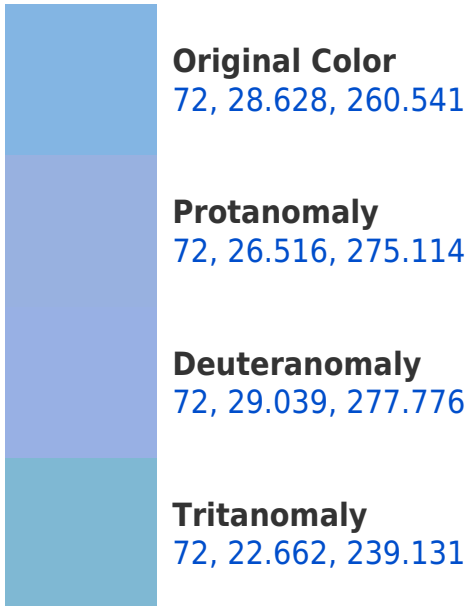 Original Color
72, 28.628, 260.541
Protanomaly
72, 26.516, 275.114
Deuteranomaly
72, 29.039, 277.776
Tritanomaly
72, 22.662, 239.131